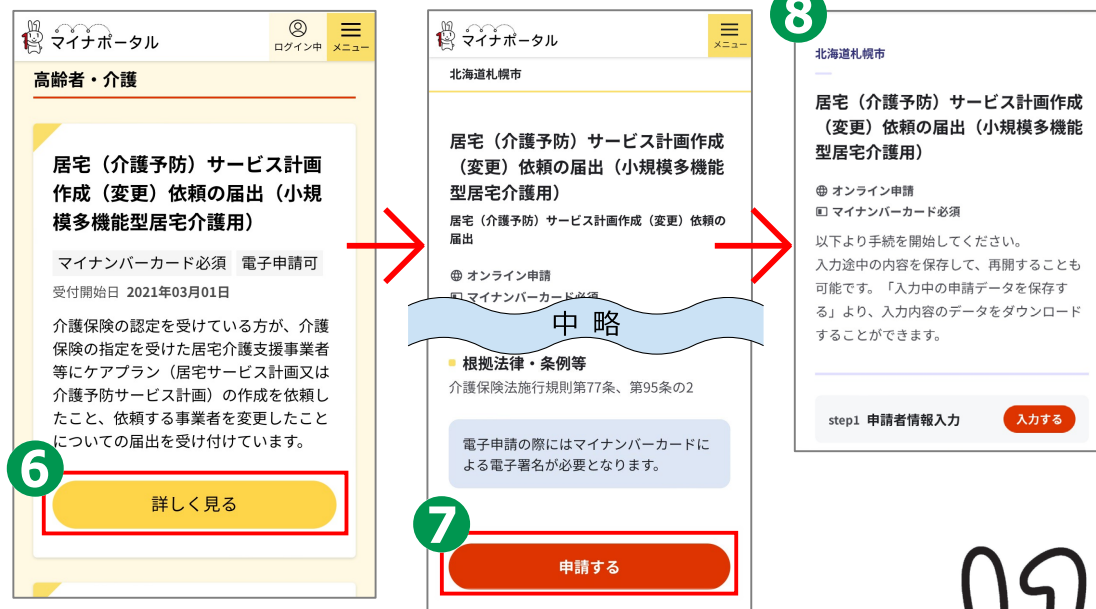 マイナポータル
ログイン中
メニュー
高齢者・介護
居宅（介護予防）サービス計画
作成（変更）依頼の届出（小規
模多機能型居宅介護用）
マイナンバーカード必須 電子申請可
受付開始日 2021年03月01日
介護保険の認定を受けている方が、介護
保険の指定を受けた居宅介護支援事業者
等にケアプラン（居宅サービス計画又は
介護予防サービス計画）の作成を依頼し
たこと、依頼する事業者を変更したこと
についての届出を受け付けています。
6
詳しく見る
マイナポータル
メニュー
北海道札幌市
居宅（介護予防）サービス計画作成
（変更）依頼の届出（小規模多機能
型居宅介護用）
居宅（介護予防）サービス計画作成（変更）依頼の
届出
オンライン申請
マイナンバーカード必須
中 略
根拠法律・条例等
介護保険法施行規則第77条、第95条の2
電子申請の際にはマイナンバーカードに
よる電子署名が必要となります。
7
申請する
8
北海道札幌市
居宅（介護予防）サービス計画作成
（変更）依頼の届出（小規模多機能
型居宅介護用）
オンライン申請
マイナンバーカード必須
以下より手続を開始してください。
入力途中の内容を保存して、再開することも
可能です。「入力中の申請データを保存す
る」より、入力内容のデータをダウンロード
することができます。
step1 申請者情報入力 入力する